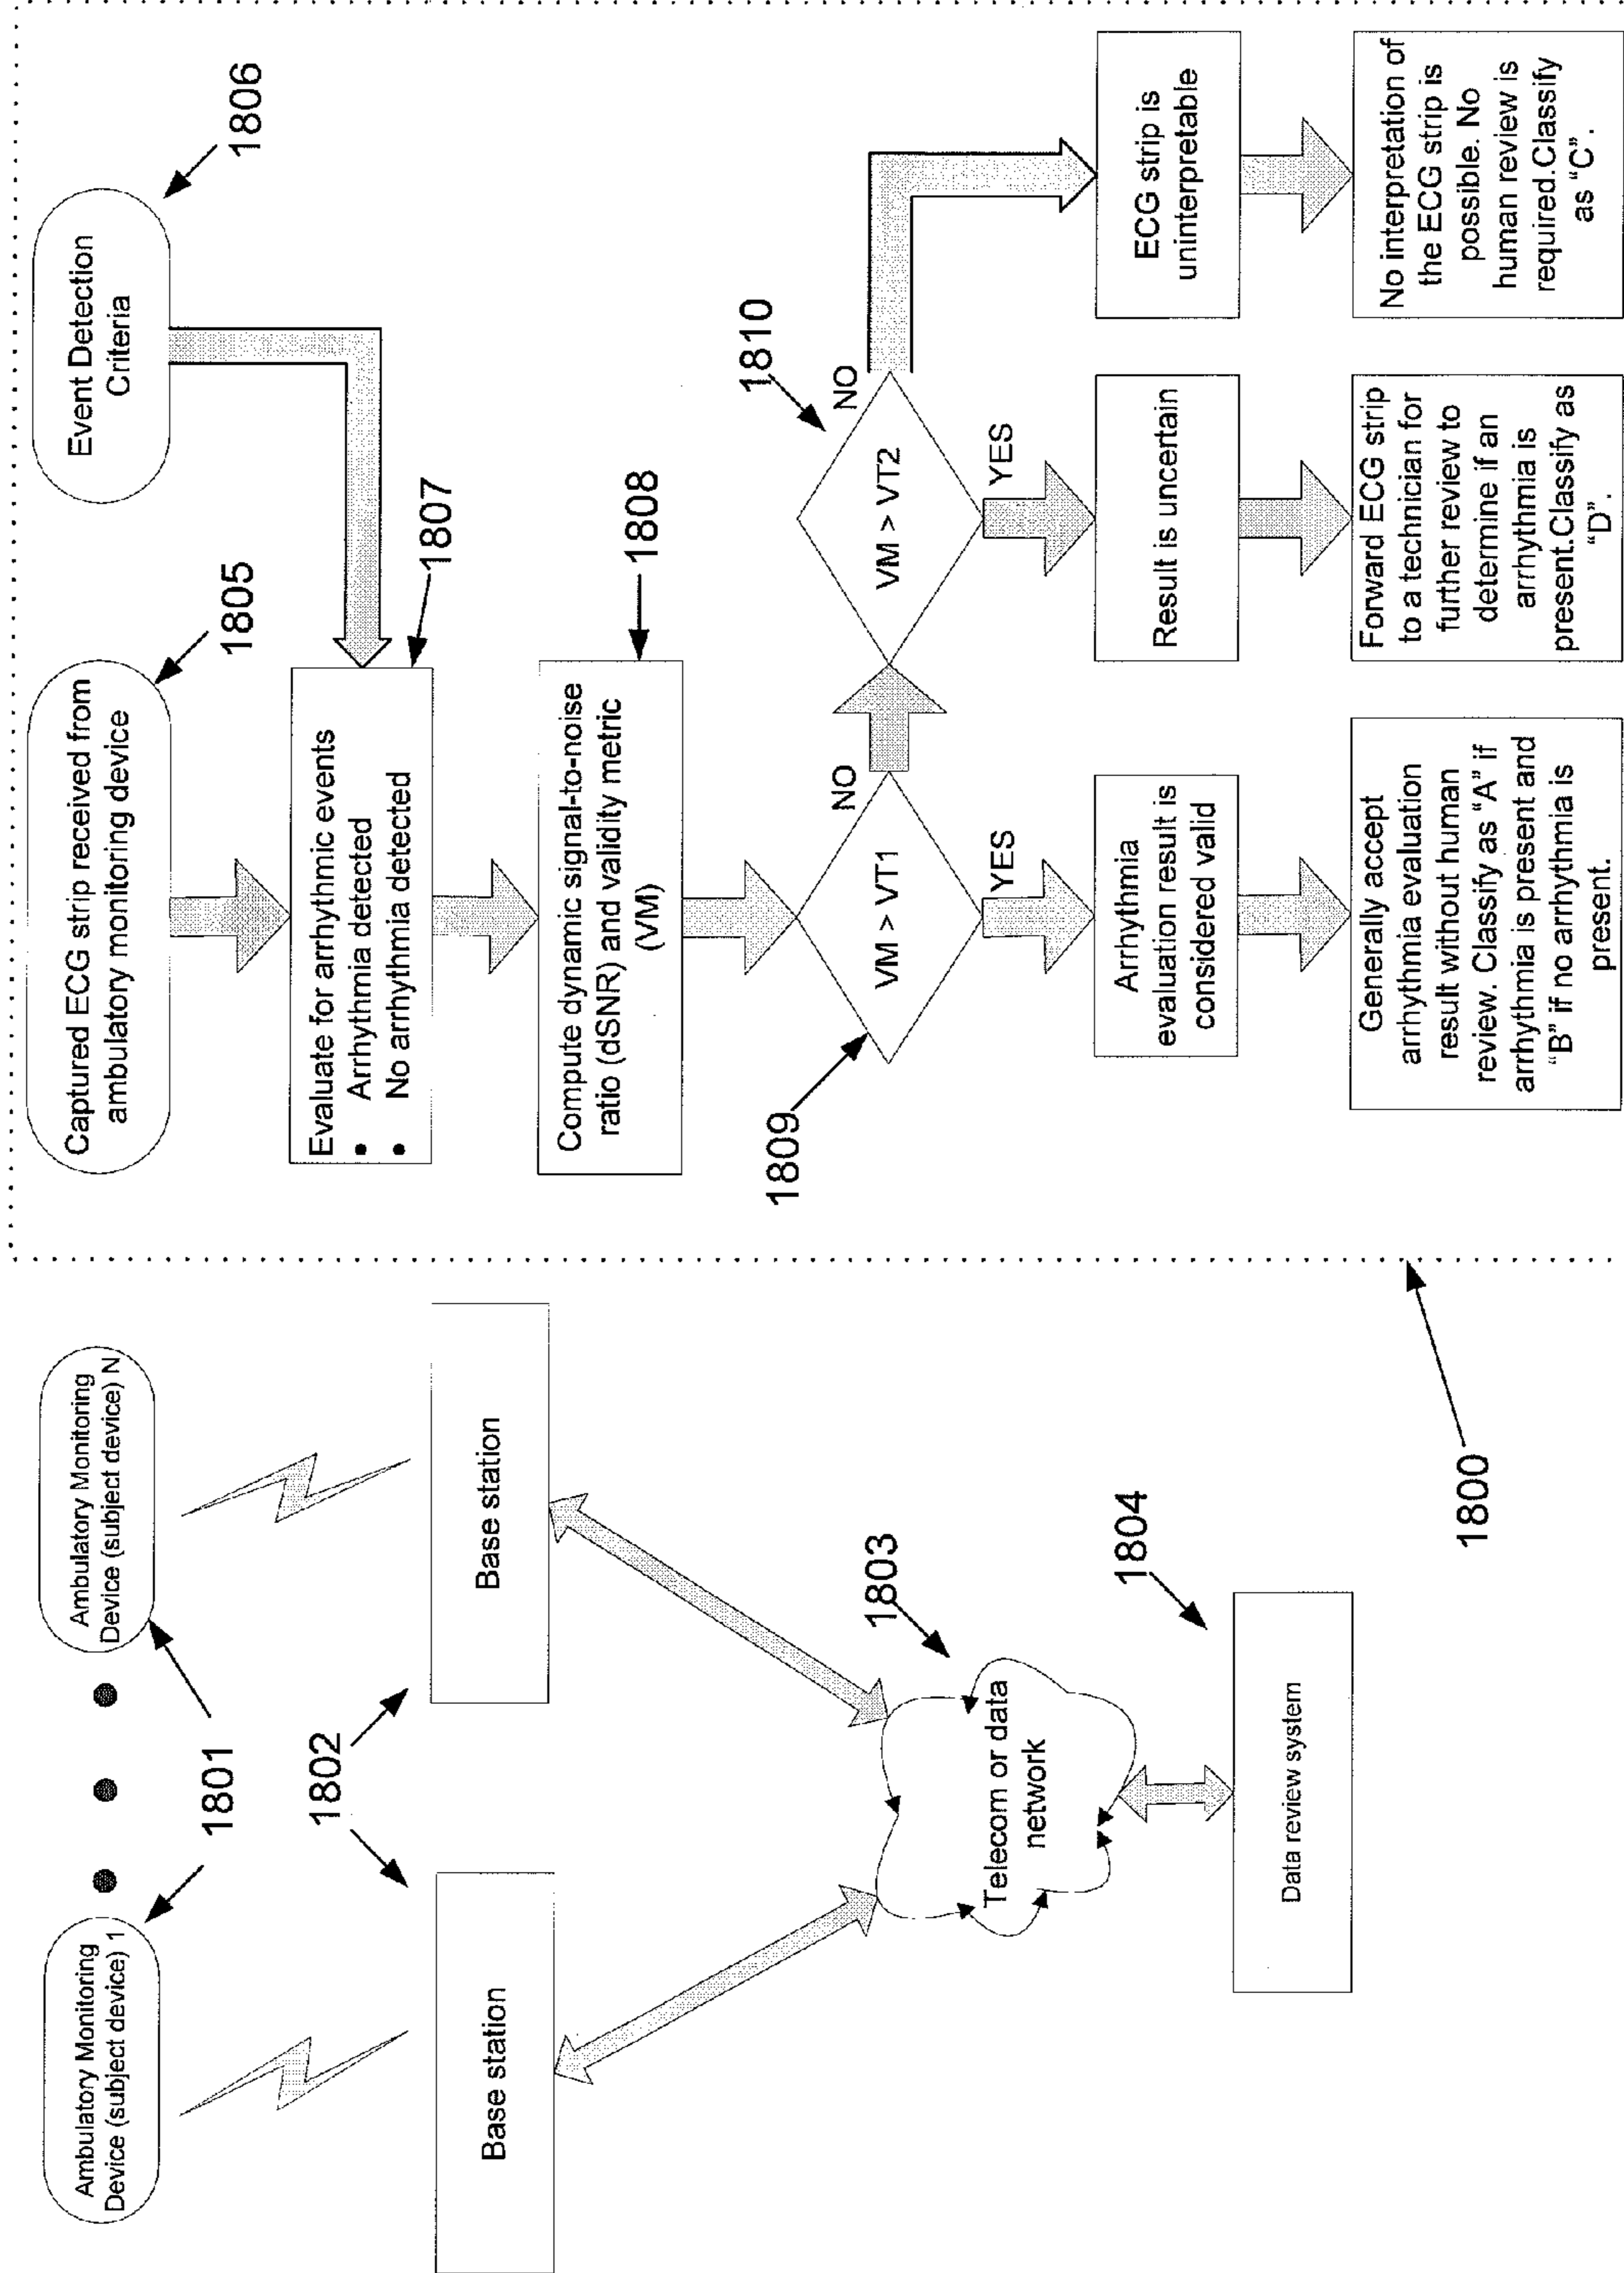 Ambulatory Monitoring
Device (subject device) 1
Ambulatory Monitoring
Device (subject device) N
1801
1802
Base station
Base station
1803
Telecom or data
network
1804
Data review system
1800
Captured ECG strip received from
ambulatory monitoring device
1805
Event Detection
Criteria
1806
Evaluate for arrhythmic events
• Arrhythmia detected
• No arrhythmia detected
1807
Compute dynamic signal-to-noise
ratio (dSNR) and validity metric
(VM)
1808
1809
VM > VT1
NO
YES
VM > VT2
1810
NO
YES
Arrhythmia
evaluation result is
considered valid
Result is uncertain
ECG strip is
uninterpretable
Generally accept
arrhythmia evaluation
result without human
review. Classify as “A” if
arrhythmia is present and
“B” if no arrhythmia is
present.
Forward ECG strip
to a technician for
further review to
determine if an
arrhythmia is
present.Classify as
“D”.
No interpretation of
the ECG strip is
possible. No
human review is
required.Classify
as “C”.